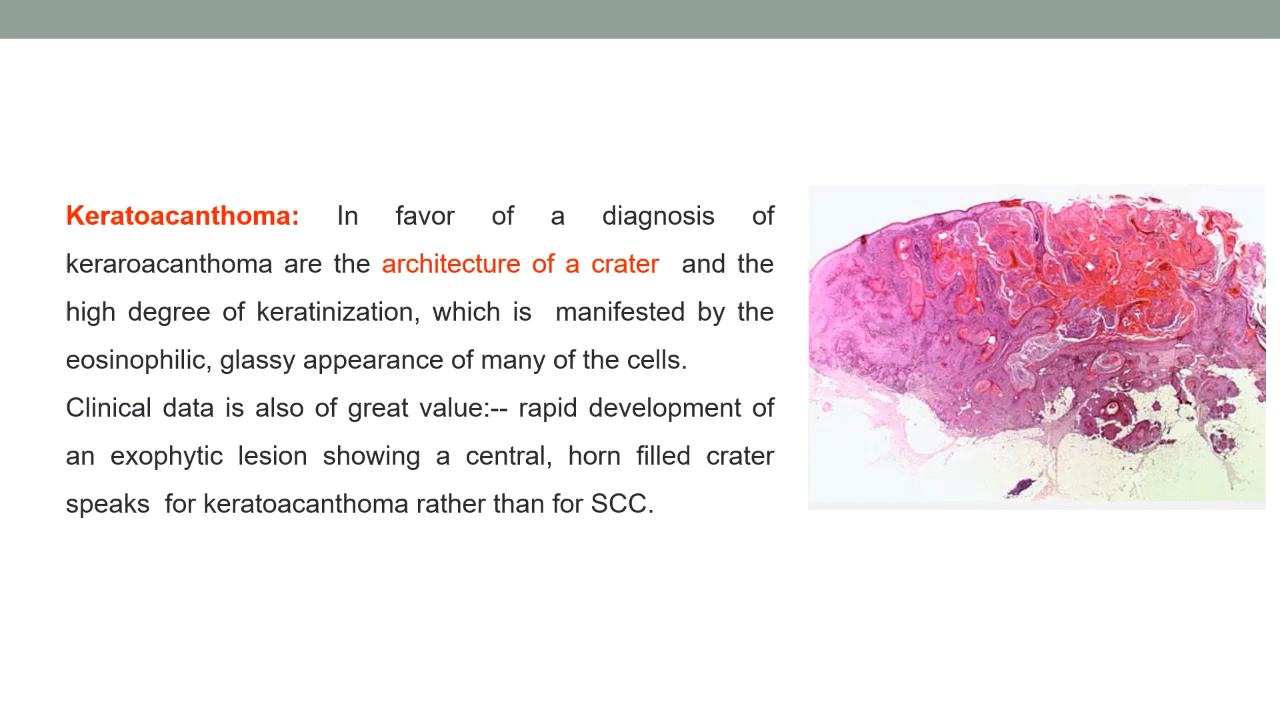 Keratoacanthoma: In favor of a diagnosis of
keraroacanthoma are the architecture of a crater and the
high degree of keratinization, which is manifested by the
eosinophilic, glassy appearance of many of the cells.
Clinical data is also of great value:-- rapid development of
an exophytic lesion showing a central, horn filled crater
speaks for keratoacanthoma rather than for SCC.